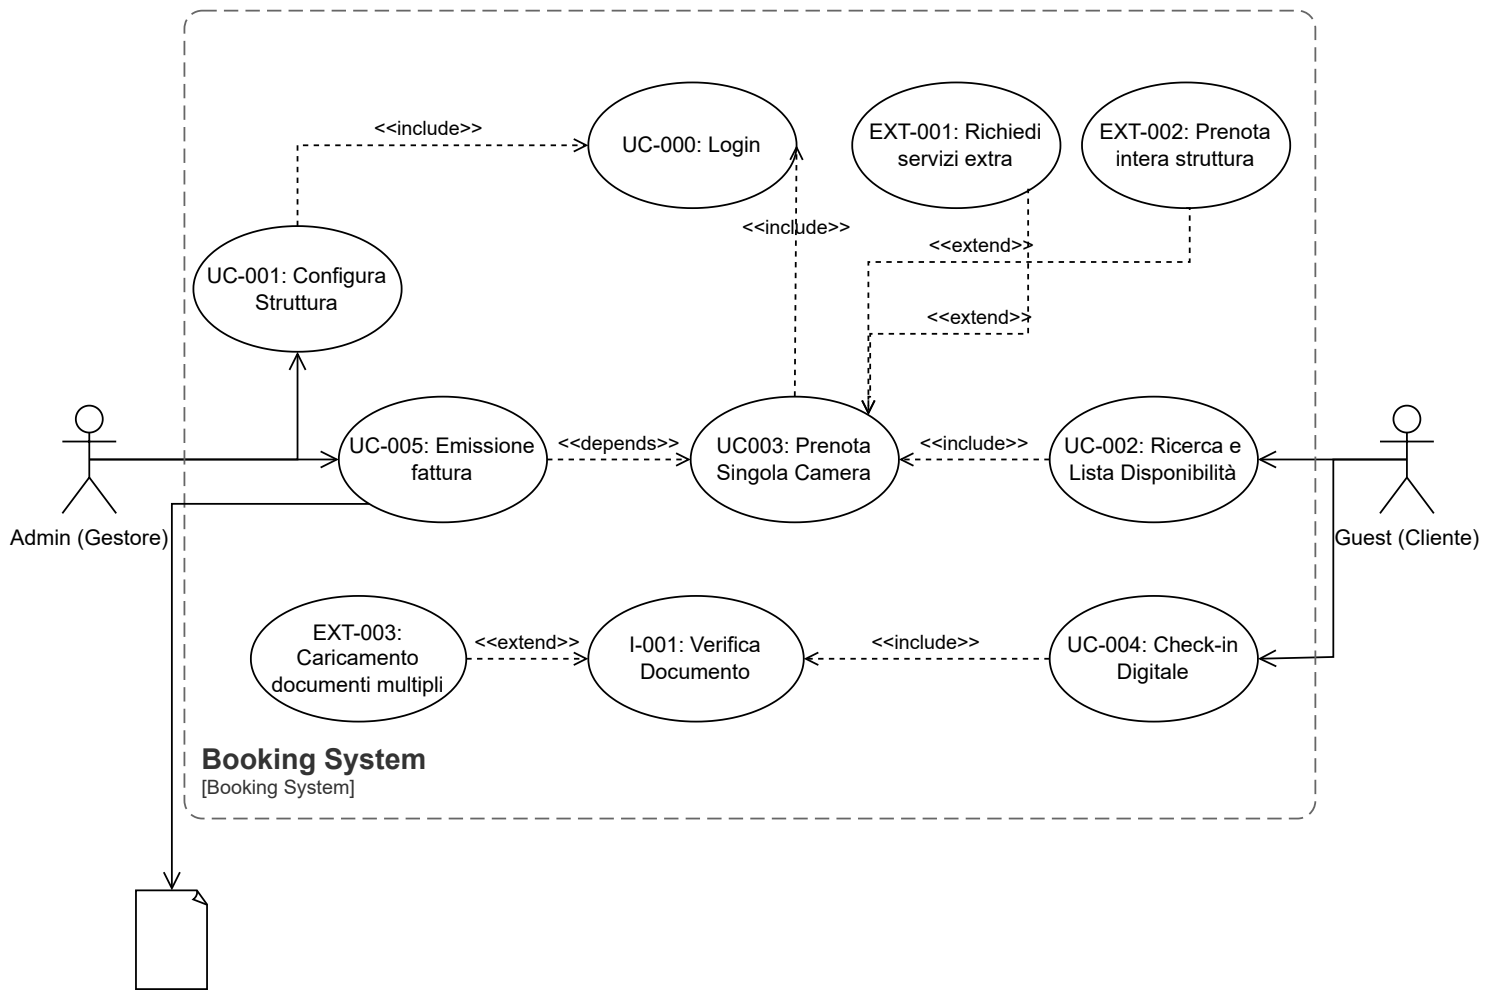 <<include>>
UC-000: Login
EXT-001: Richiedi
servizi extra
EXT-002: Prenota
intera struttura
<<include>>
<<extend>>
UC-001: Configura
Struttura
<<extend>>
UC-005: Emissione
fattura
<<depends>>
UC003: Prenota
Singola Camera
<<include>>
UC-002: Ricerca e
Lista Disponibilità
Admin (Gestore)
Guest (Cliente)
EXT-003:
Caricamento
documenti multipli
<<extend>>
I-001: Verifica
Documento
<<include>>
UC-004: Check-in
Digitale
Booking System
[Booking System]